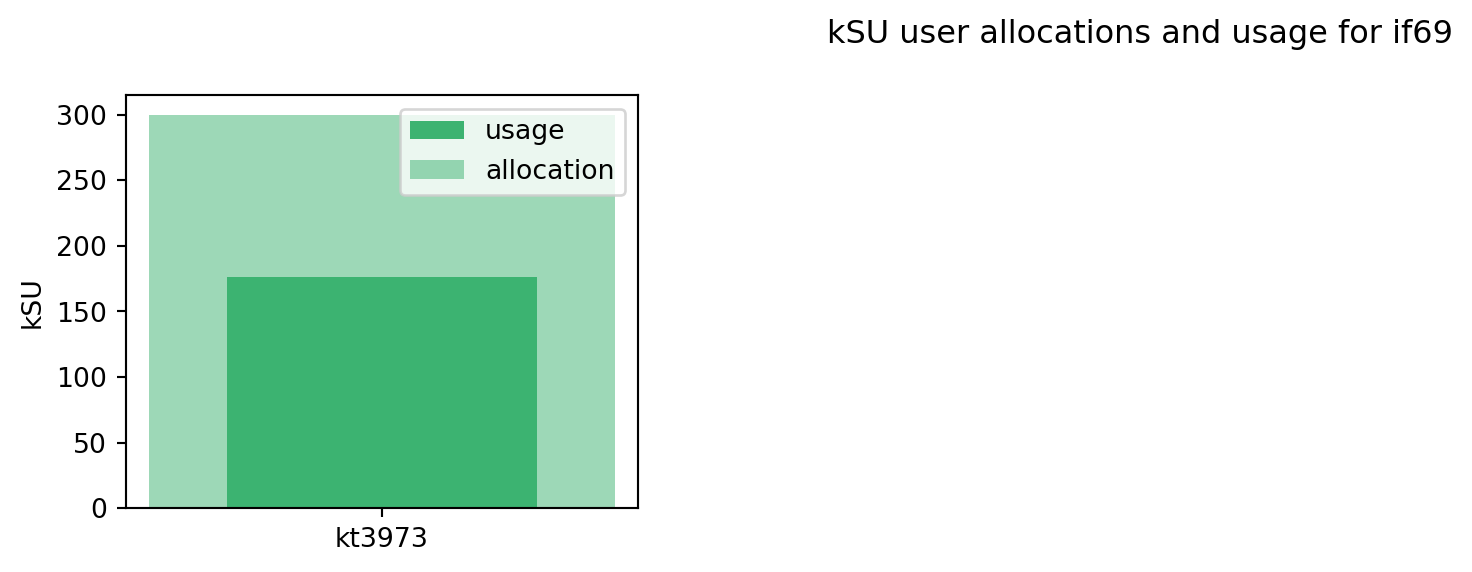 kSU user allocations and usage for if69
300
250
200
150
100
50
0
kSU
usage
allocation
kt3973